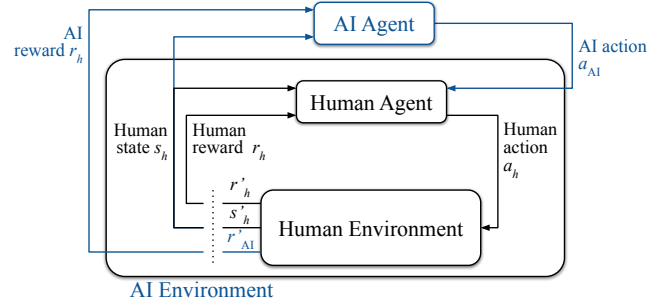 AI
reward r_h
AI Agent
AI action
a_AI
Human Agent
Human
state s_h
Human
reward r_h
Human
action
a_h
r'_h
s'_h
r'_AI
Human Environment
AI Environment